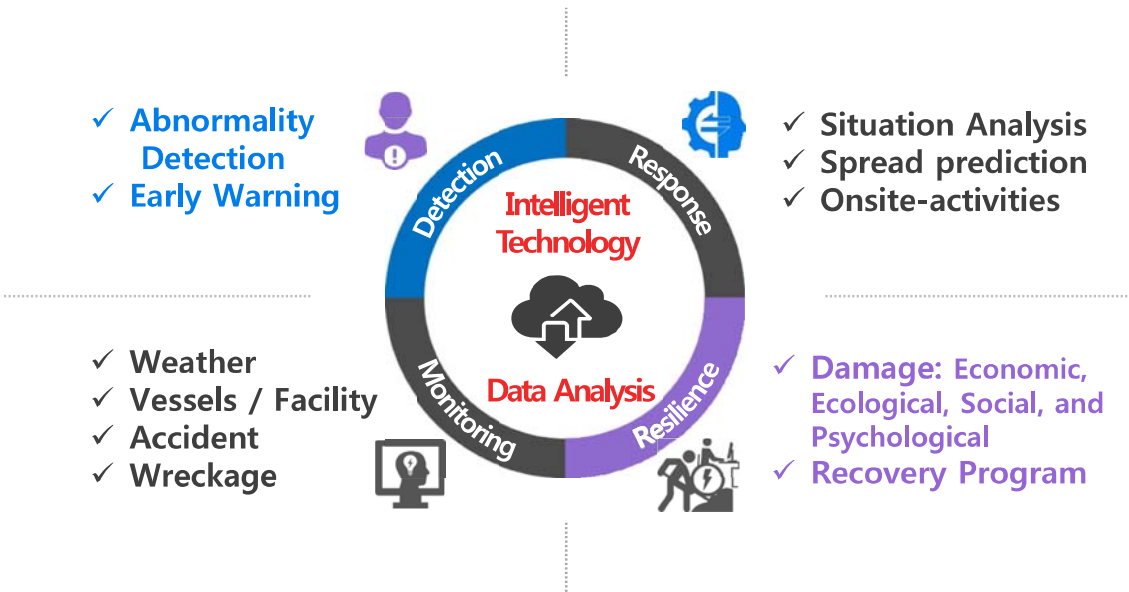 ✓ Abnormality
Detection
✓ Early Warning
✓ Situation Analysis
✓ Spread prediction
✓ Onsite-activities
Detection
Response
Intelligent
Technology
Data Analysis
Monitoring
Resilience
✓ Weather
✓ Vessels / Facility
✓ Accident
✓ Wreckage
✓ Damage: Economic,
Ecological, Social, and
Psychological
✓ Recovery Program